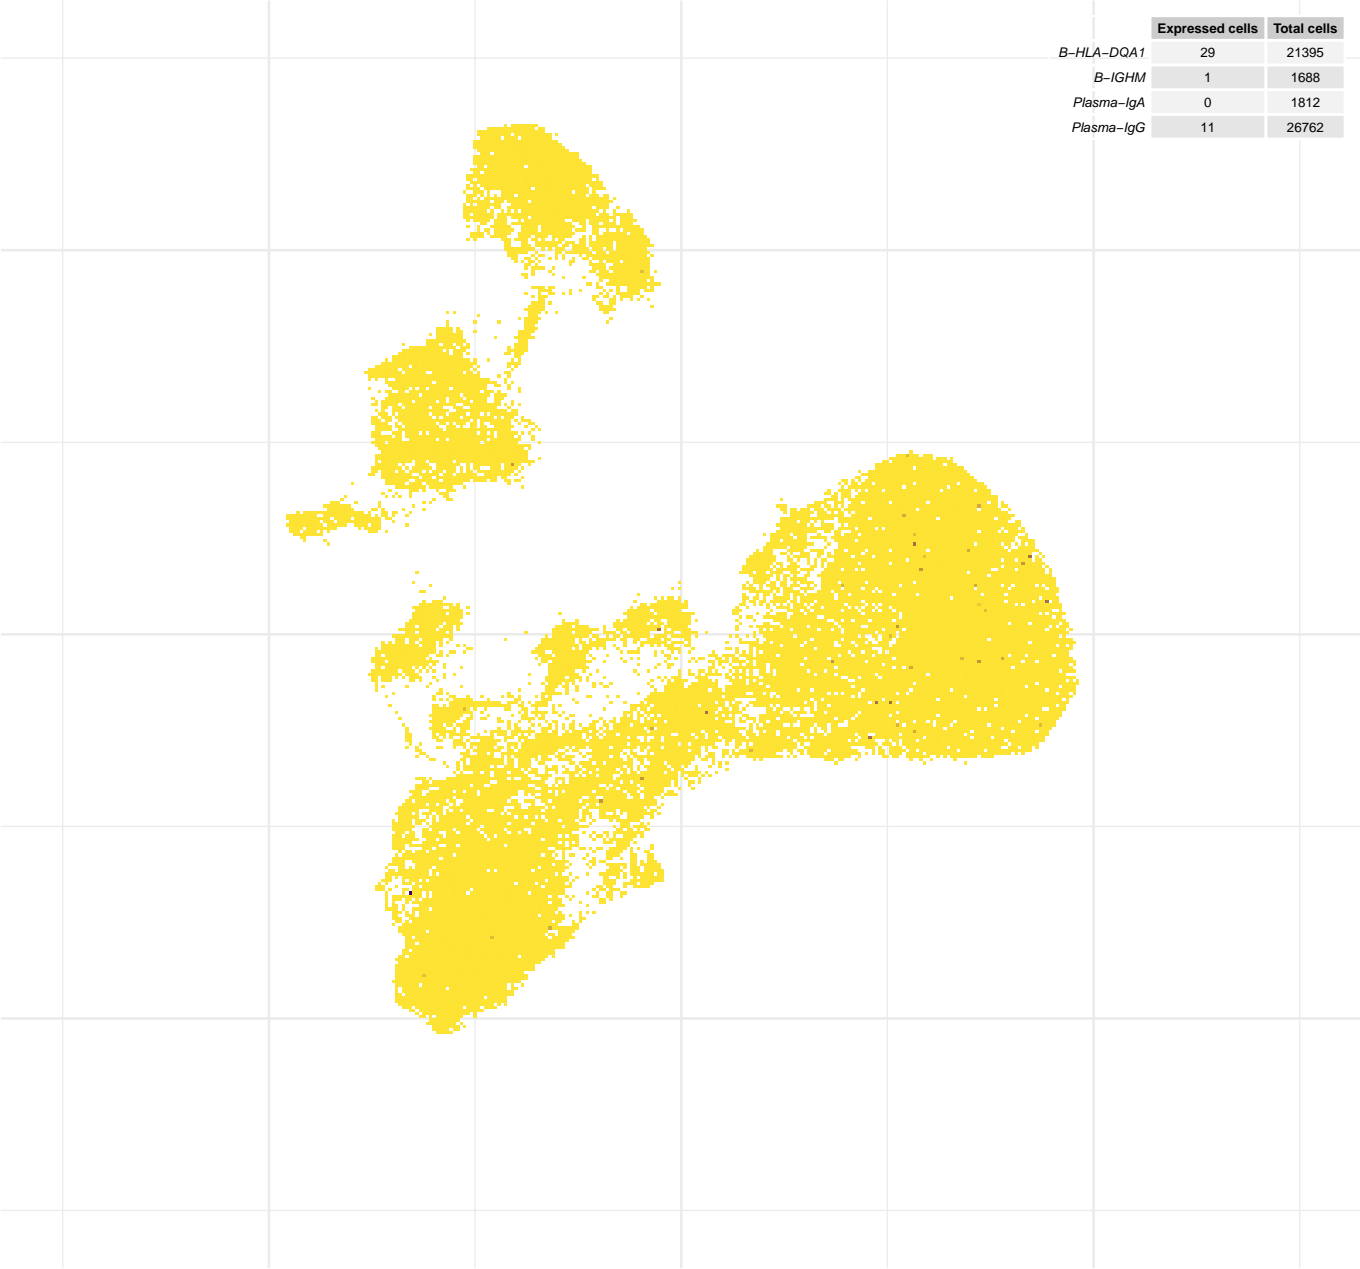 Expressed cells Total cells
B−HLA−DQA1 29 21395
B−IGHM 1 1688
Plasma−IgA 0 1812
Plasma−IgG 11 26762